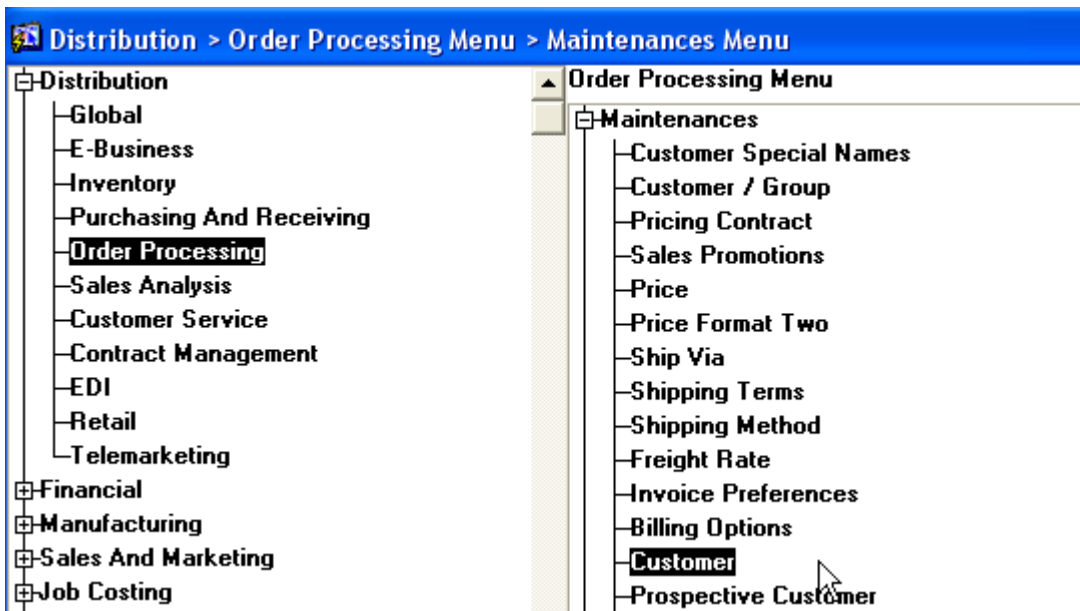 Distribution > Order Processing Menu > Maintenances Menu
Distribution
Global
E-Business
Inventory
Purchasing And Receiving
Order Processing
Sales Analysis
Customer Service
Contract Management
EDI
Retail
Telemarketing
Financial
Manufacturing
Sales And Marketing
Job Costing
Order Processing Menu
Maintenances
Customer Special Names
Customer / Group
Pricing Contract
Sales Promotions
Price
Price Format Two
Ship Via
Shipping Terms
Shipping Method
Freight Rate
Invoice Preferences
Billing Options
Customer
Prospective Customer